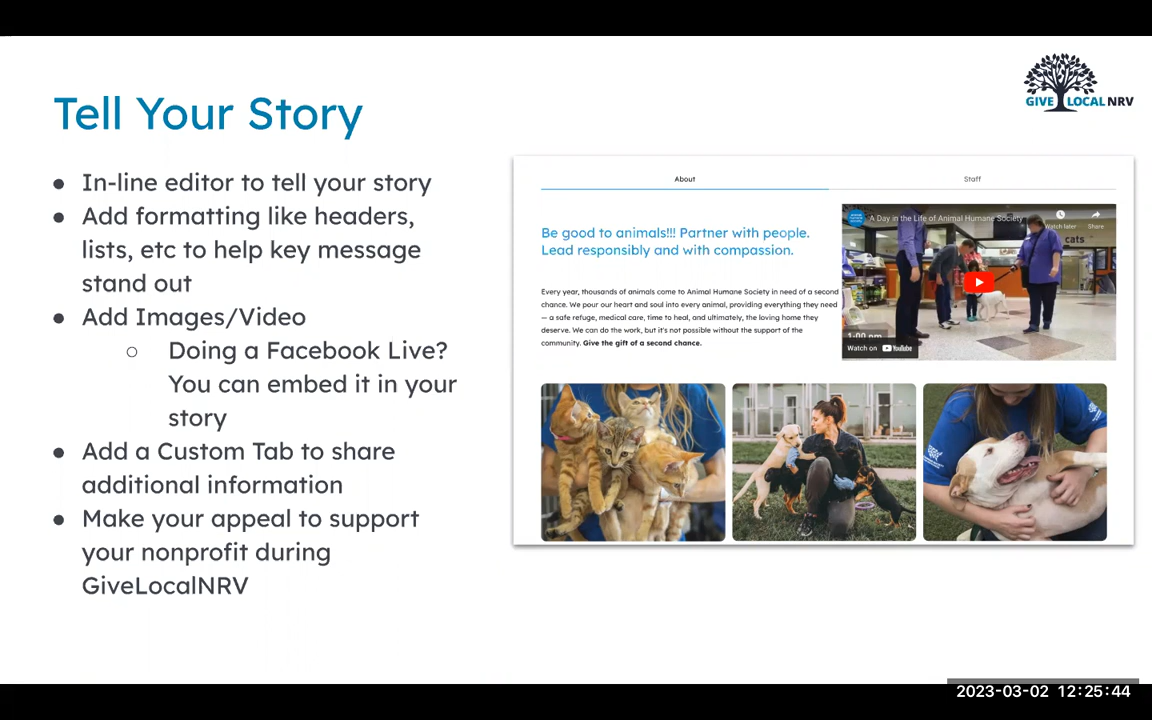 GIVE LOCAL NRV
Tell Your Story
● In-line editor to tell your story
● Add formatting like headers,
lists, etc to help key message
stand out
● Add Images/Video
○ Doing a Facebook Live?
You can embed it in your
story
● Add a Custom Tab to share
additional information
● Make your appeal to support
your nonprofit during
GiveLocalNRV
About
Staff
Be good to animals!!! Partner with people.
Lead responsibly and with compassion.
Every year, thousands of animals come to Animal Humane Society in need of a second
chance. We pour our heart and soul into every animal, providing everything they need
— a safe refuge, medical care, time to heal, and ultimately, the loving home they
deserve. We can do the work, but it's not possible without the support of the
community. Give the gift of a second chance.
A Day in the Life of Animal Humane Society
Watch later
Share
cats
1:00 pm
Watch on YouTube
2023-03-02 12:25:44